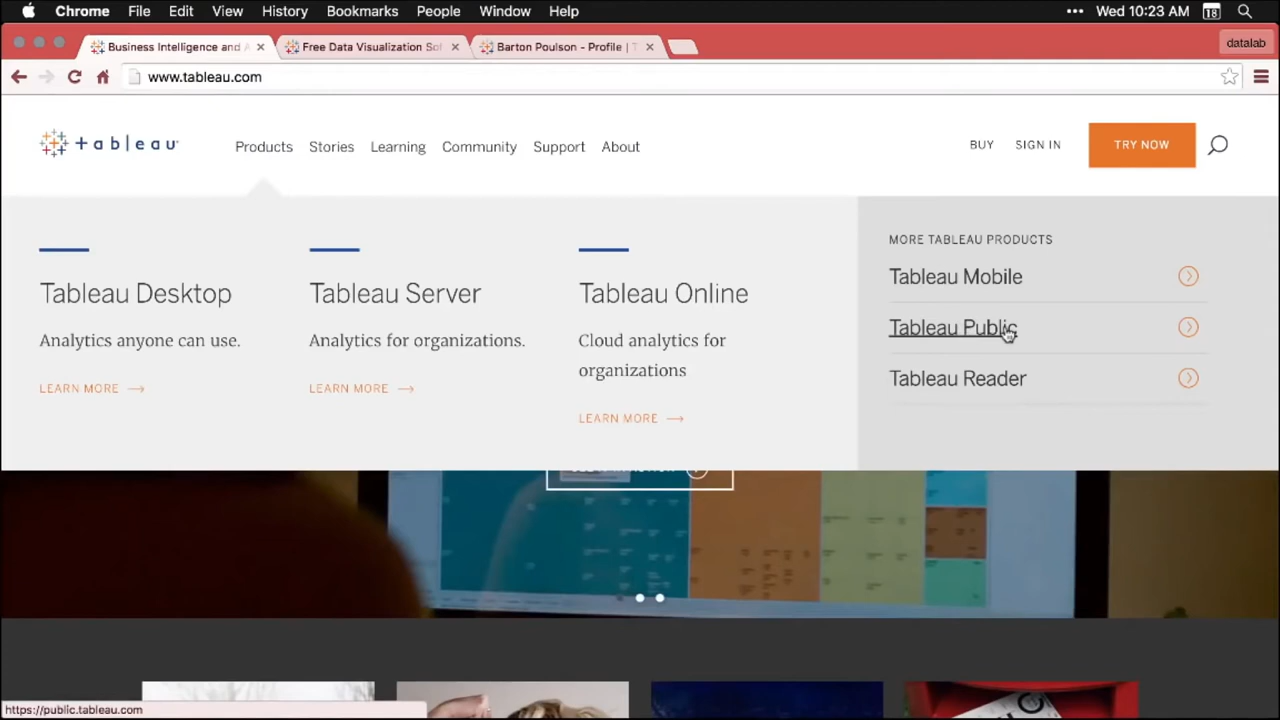 Chrome File Edit View History Bookmarks People Window Help
••• Wed 10:23 AM 18
Business Intelligence and A
Free Data Visualization Sof
Barton Poulson - Profile | T
datalab
www.tableau.com
tableau
Products Stories Learning Community Support About
BUY SIGN IN TRY NOW
Tableau Desktop
Analytics anyone can use.
LEARN MORE →
Tableau Server
Analytics for organizations.
LEARN MORE →
Tableau Online
Cloud analytics for
organizations
LEARN MORE →
MORE TABLEAU PRODUCTS
Tableau Mobile
Tableau Public
Tableau Reader
https://public.tableau.com